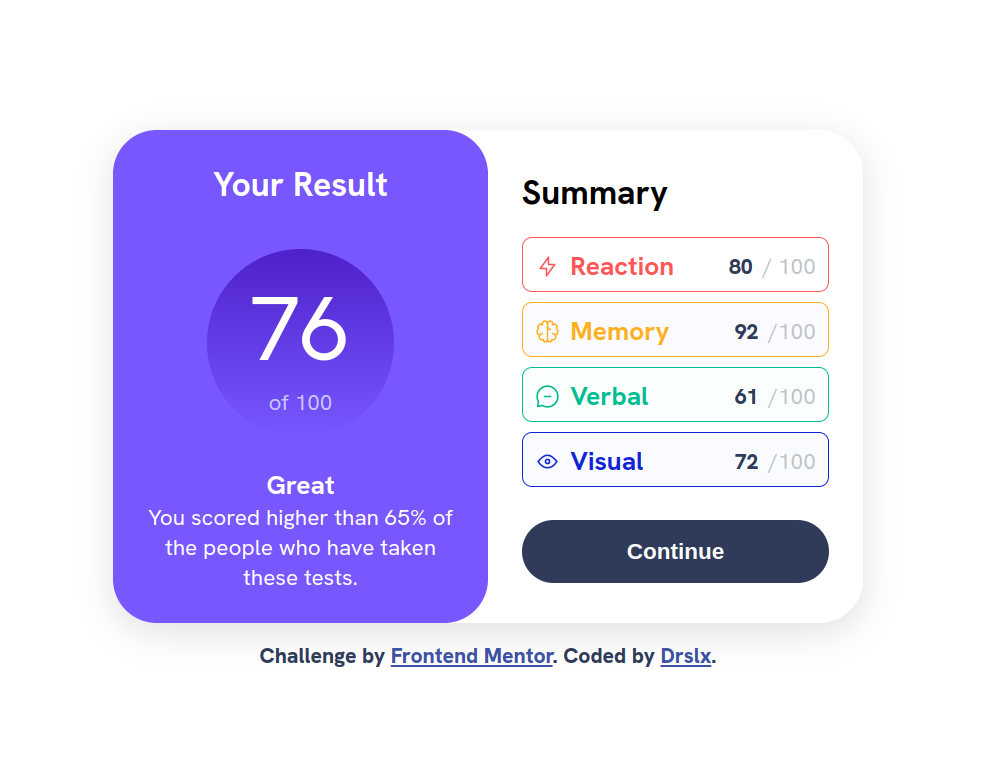 Your Result
76
of 100
Great
You scored higher than 65% of
the people who have taken
these tests.
Summary
Reaction 80 / 100
Memory 92 /100
Verbal 61 /100
Visual 72 /100
Continue
Challenge by Frontend Mentor. Coded by Drslx.